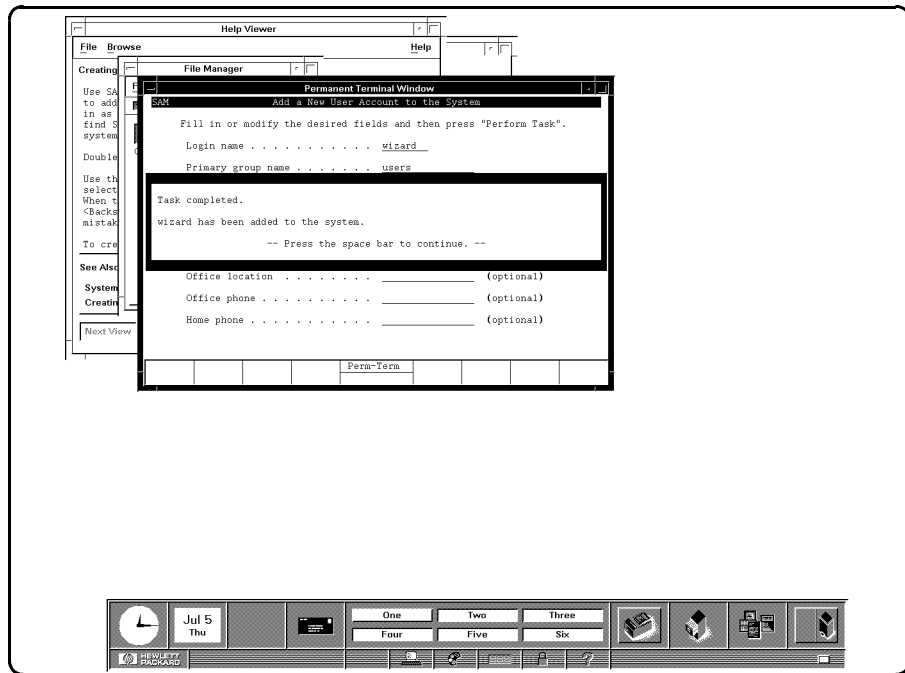 Help Viewer
File Browse Help
Creating
Use SA
to add
in as
find S
system
Double
Use th
select
When t
<Backs
mistak
To cre
See Also
System
Creatin
Next View
File Manager
F
Permanent Terminal Window
SAM Add a New User Account to the System
Fill in or modify the desired fields and then press "Perform Task".
Login name . . . . . . . . . . . wizard
Primary group name . . . . . . . users
Task completed.
wizard has been added to the system.
-- Press the space bar to continue. --
Office location . . . . . . . . (optional)
Office phone . . . . . . . . . . (optional)
Home phone . . . . . . . . . . . (optional)
Perm-Term
Jul 5
Thu
One Two Three
Four Five Six
HEWLETT
PACKARD